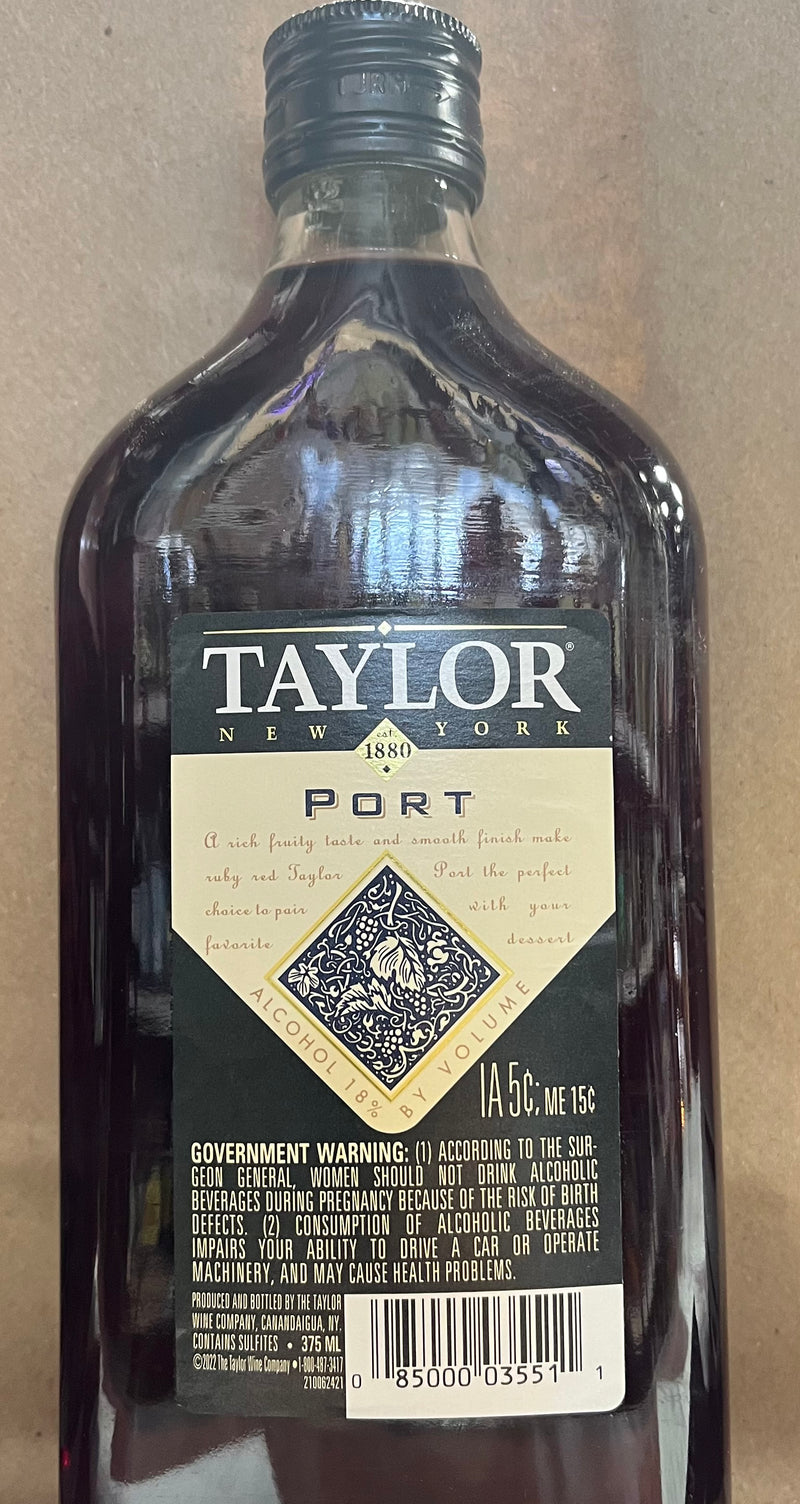 TURN
TAYLOR®
NEW YORK
est.
1880
PORT
A rich fruity taste and smooth finish make
ruby red Taylor Port the perfect
choice to pair with your
favorite dessert
ALCOHOL 18% BY VOLUME
IA 5¢; ME 15¢
GOVERNMENT WARNING: (1) ACCORDING TO THE SUR-
GEON GENERAL, WOMEN SHOULD NOT DRINK ALCOHOLIC
BEVERAGES DURING PREGNANCY BECAUSE OF THE RISK OF BIRTH
DEFECTS. (2) CONSUMPTION OF ALCOHOLIC BEVERAGES
IMPAIRS YOUR ABILITY TO DRIVE A CAR OR OPERATE
MACHINERY, AND MAY CAUSE HEALTH PROBLEMS.
PRODUCED AND BOTTLED BY THE TAYLOR
WINE COMPANY, CANANDAIGUA, NY.
CONTAINS SULFITES • 375 ML
©2022 The Taylor Wine Company • 1-800-497-3417
210062421
0 85000 03551 1